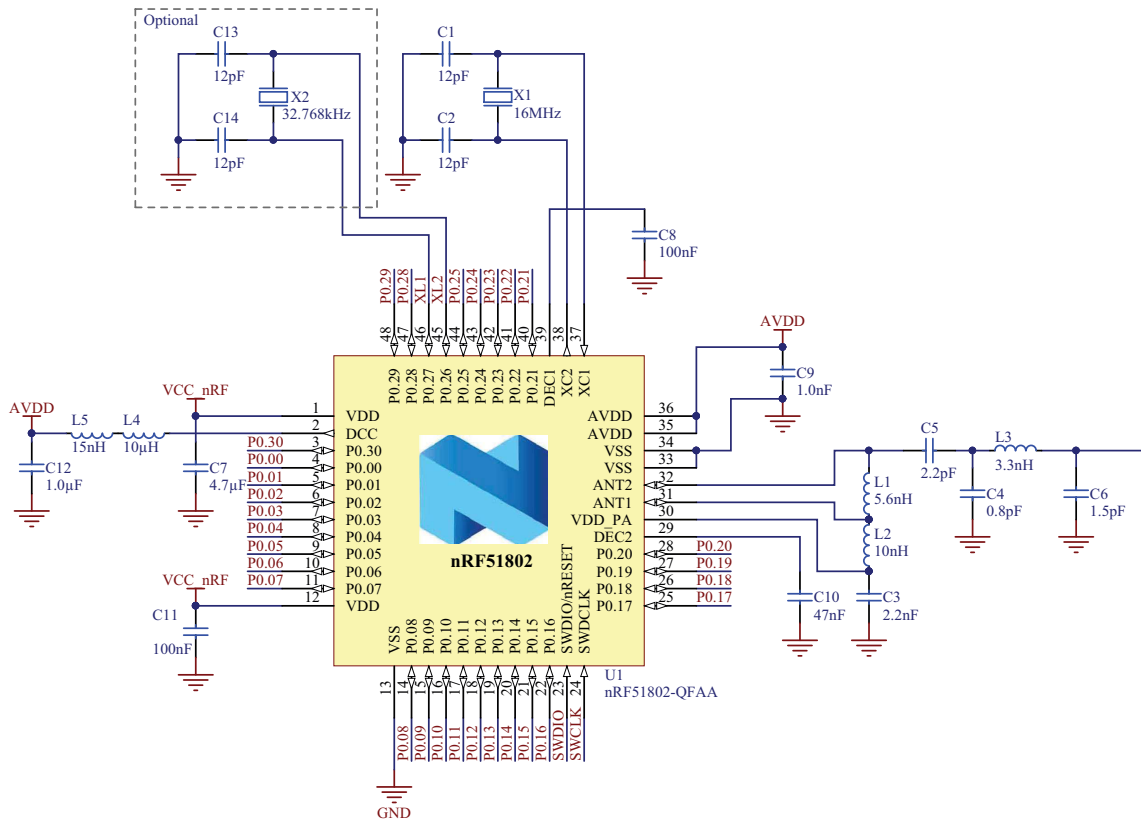 Optional
C13
12pF
X2
32.768kHz
C14
12pF
C1
12pF
X1
16MHz
C2
12pF
C8
100nF
P0.29
P0.28
XL1
XL2
P0.25
P0.24
P0.23
P0.22
P0.21
48
47
46
45
44
43
42
41
40
39
38
37
P0.29
P0.28
P0.27
P0.26
P0.25
P0.24
P0.23
P0.22
P0.21
DEC1
XC2
XC1
AVDD
C9
1.0nF
AVDD
L5
15nH
L4
10µH
C12
1.0µF
VCC_nRF
C7
4.7µF
VCC_nRF
C11
100nF
P0.30
P0.00
P0.01
P0.02
P0.03
P0.04
P0.05
P0.06
P0.07
1
2
3
4
5
6
7
8
9
10
11
12
VDD
DCC
P0.30
P0.00
P0.01
P0.02
P0.03
P0.04
P0.05
P0.06
P0.07
VDD
nRF51802
AVDD
AVDD
VSS
VSS
ANT2
ANT1
VDD_PA
DEC2
P0.20
P0.19
P0.18
P0.17
36
35
34
33
32
31
30
29
28
27
26
25
P0.20
P0.19
P0.18
P0.17
C5
2.2pF
L3
3.3nH
L1
5.6nH
C4
0.8pF
C6
1.5pF
L2
10nH
C10
47nF
C3
2.2nF
VSS
P0.08
P0.09
P0.10
P0.11
P0.12
P0.13
P0.14
P0.15
P0.16
SWDIO/nRESET
SWDCLK
U1
nRF51802-QFAA
13
14
15
16
17
18
19
20
21
22
23
24
P0.08
P0.09
P0.10
P0.11
P0.12
P0.13
P0.14
P0.15
P0.16
SWDIO
SWCLK
GND